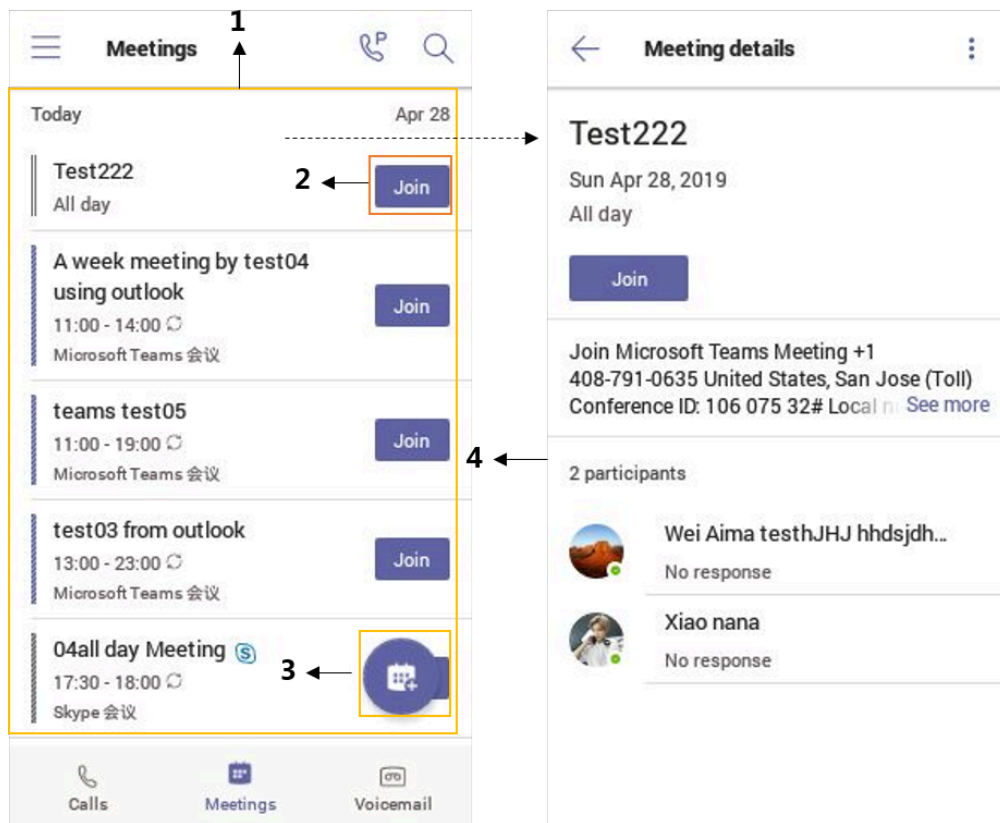 1
Meetings
P
Today
Apr 28
Test222
All day
2
Join
A week meeting by test04
using outlook
11:00 - 14:00
Microsoft Teams 会议
Join
teams test05
11:00 - 19:00
Microsoft Teams 会议
Join
test03 from outlook
13:00 - 23:00
Microsoft Teams 会议
Join
04all day Meeting
S
17:30 - 18:00
Skype 会议
3
Calls
Meetings
Voicemail
4
Meeting details
Test222
Sun Apr 28, 2019
All day
Join
Join Microsoft Teams Meeting +1
408-791-0635 United States, San Jose (Toll)
Conference ID: 106 075 32# Local See more
2 participants
Wei Aima testhJHJ hhdsjdh...
No response
Xiao nana
No response